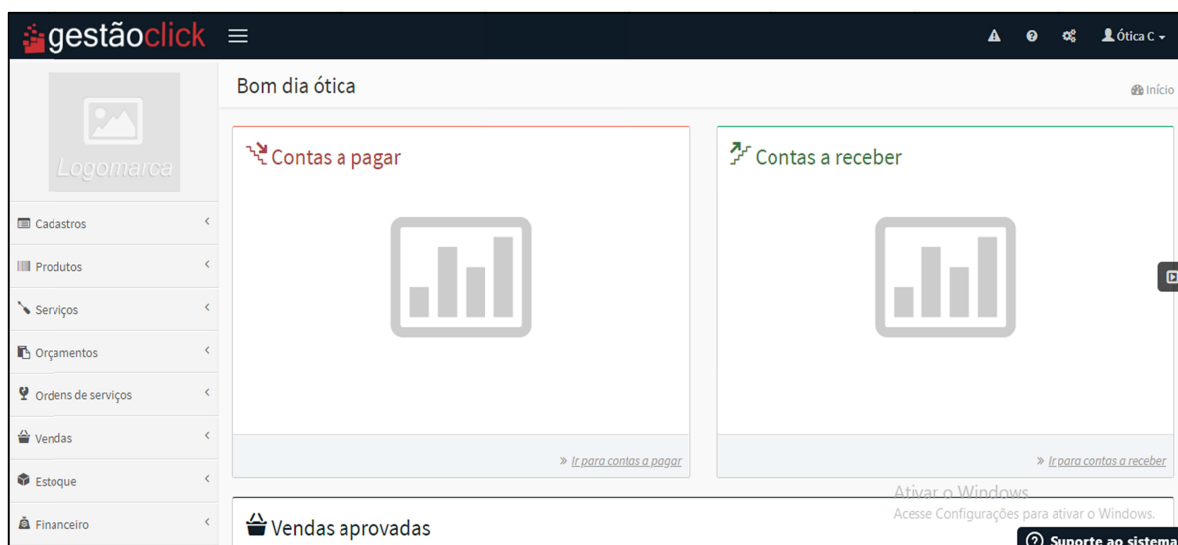 gestãoclick
Ótica C
Bom dia ótica
Início
Logomarca
Cadastros
Produtos
Serviços
Orçamentos
Ordens de serviços
Vendas
Estoque
Financeiro
Contas a pagar
» Ir para contas a pagar
Contas a receber
» Ir para contas a receber
Vendas aprovadas
Ativar o Windows
Acesse Configurações para ativar o Windows.
Suporte ao sistema